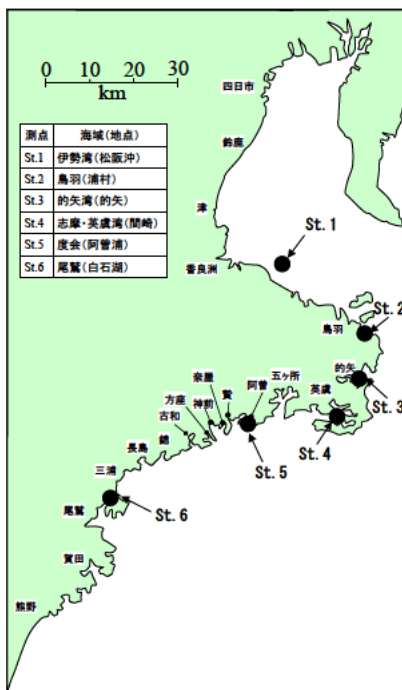 0 10 20 30
km
四日市
鈴鹿
測点 海域(地点)
St.1 伊勢湾(松阪沖)
St.2 鳥羽(浦村)
St.3 的矢湾(的矢)
St.4 志摩・英虞湾(間崎)
St.5 度会(阿曽浦)
St.6 尾鷲(白石湖)
津
St. 1
香良洲
St. 2
鳥羽
的矢
St. 3
五ヶ所
英虞
St. 4
阿曽
St. 5
贄
奈屋
神前
方座
古和
錦
長島
三浦
St. 6
尾鷲
賀田
熊野